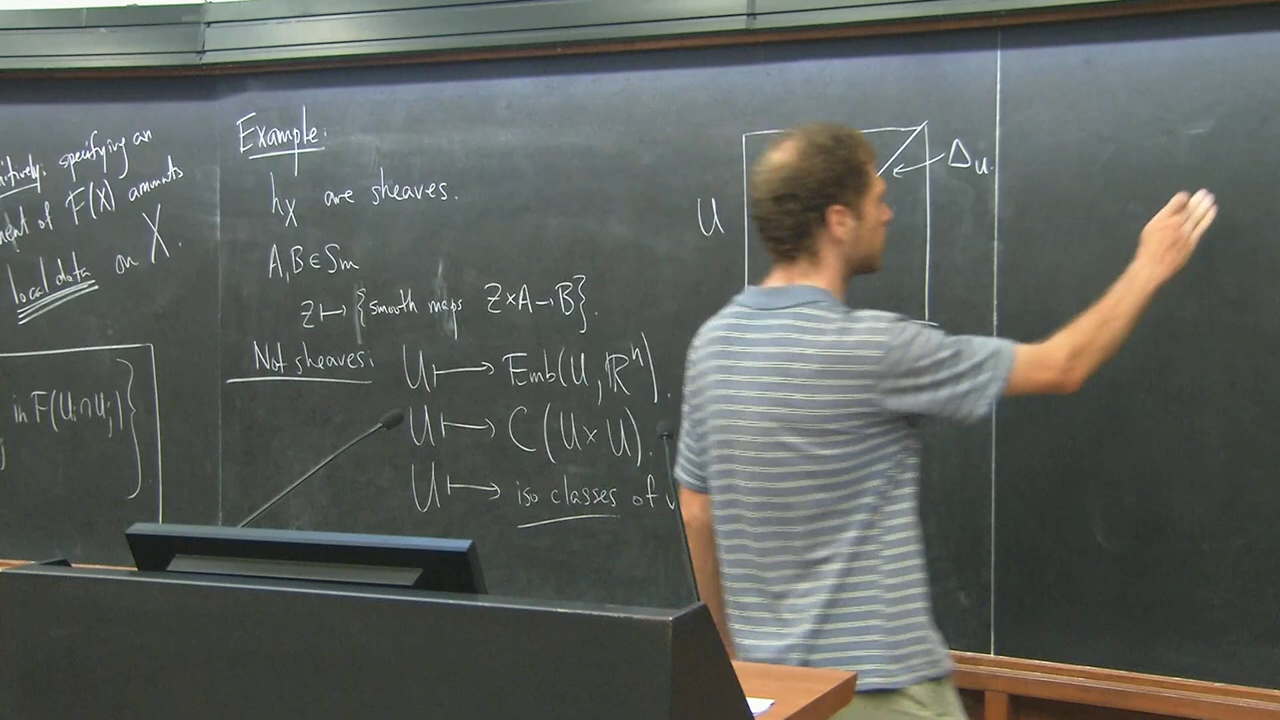 specifying an
of F(X) amounts
local data on X.
in F(Ui∩Uj)}
Example:
hX are sheaves.
A,B ∈ Sm
Z ↦ {smooth maps Z×A → B}.
Not sheaves:
U ↦ Emb(U, ℝⁿ).
U ↦ C(U×U).
U ↦ iso classes of
U
ΔU.